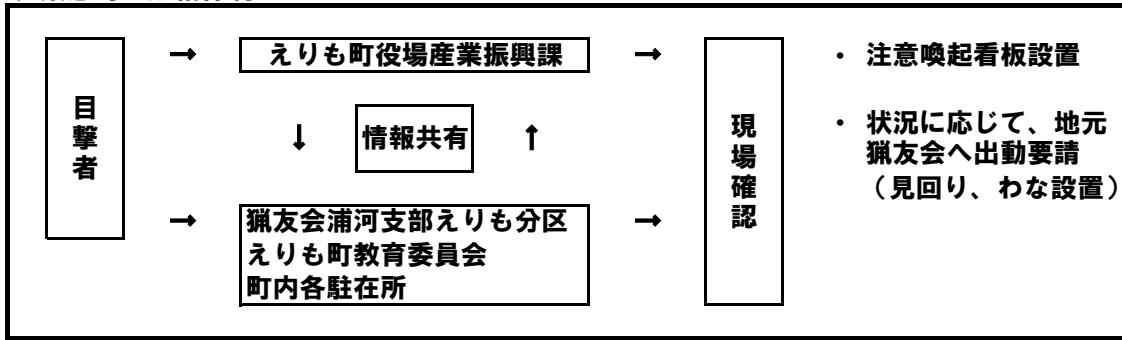 目撃者
→ えりも町役場産業振興課 →
↓ 情報共有 ↑
→ 猟友会浦河支部えりも分区 →
えりも町教育委員会
町内各駐在所
現場確認
・ 注意喚起看板設置
・ 状況に応じて、地元
猟友会へ出動要請
（見回り、わな設置）